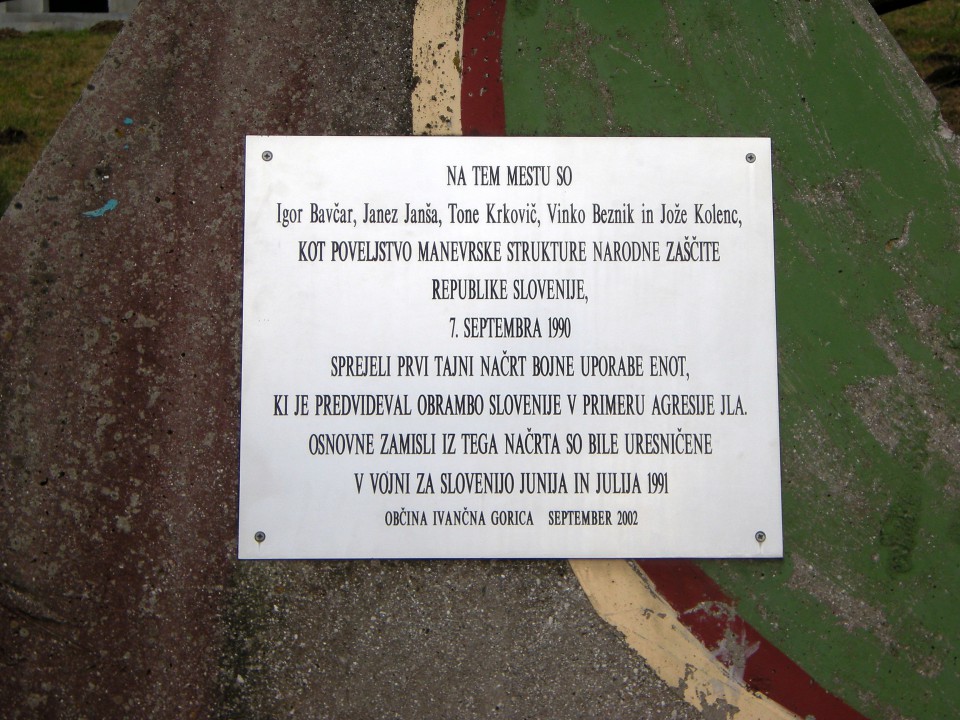 NA TEM MESTU SO
Igor Bavčar, Janez Janša, Tone Krkovič, Vinko Beznik in Jože Kolenc,
KOT POVELJSTVO MANEVRSKE STRUKTURE NARODNE ZAŠČITE
REPUBLIKE SLOVENIJE,
7. SEPTEMBRA 1990
SPREJELI PRVI TAJNI NAČRT BOJNE UPORABE ENOT,
KI JE PREDVIDEVAL OBRAMBO SLOVENIJE V PRIMERU AGRESIJE JLA.
OSNOVNE ZAMISLI IZ TEGA NAČRTA SO BILE URESNIČENE
V VOJNI ZA SLOVENIJO JUNIJA IN JULIJA 1991
OBČINA IVANČNA GORICA SEPTEMBER 2002